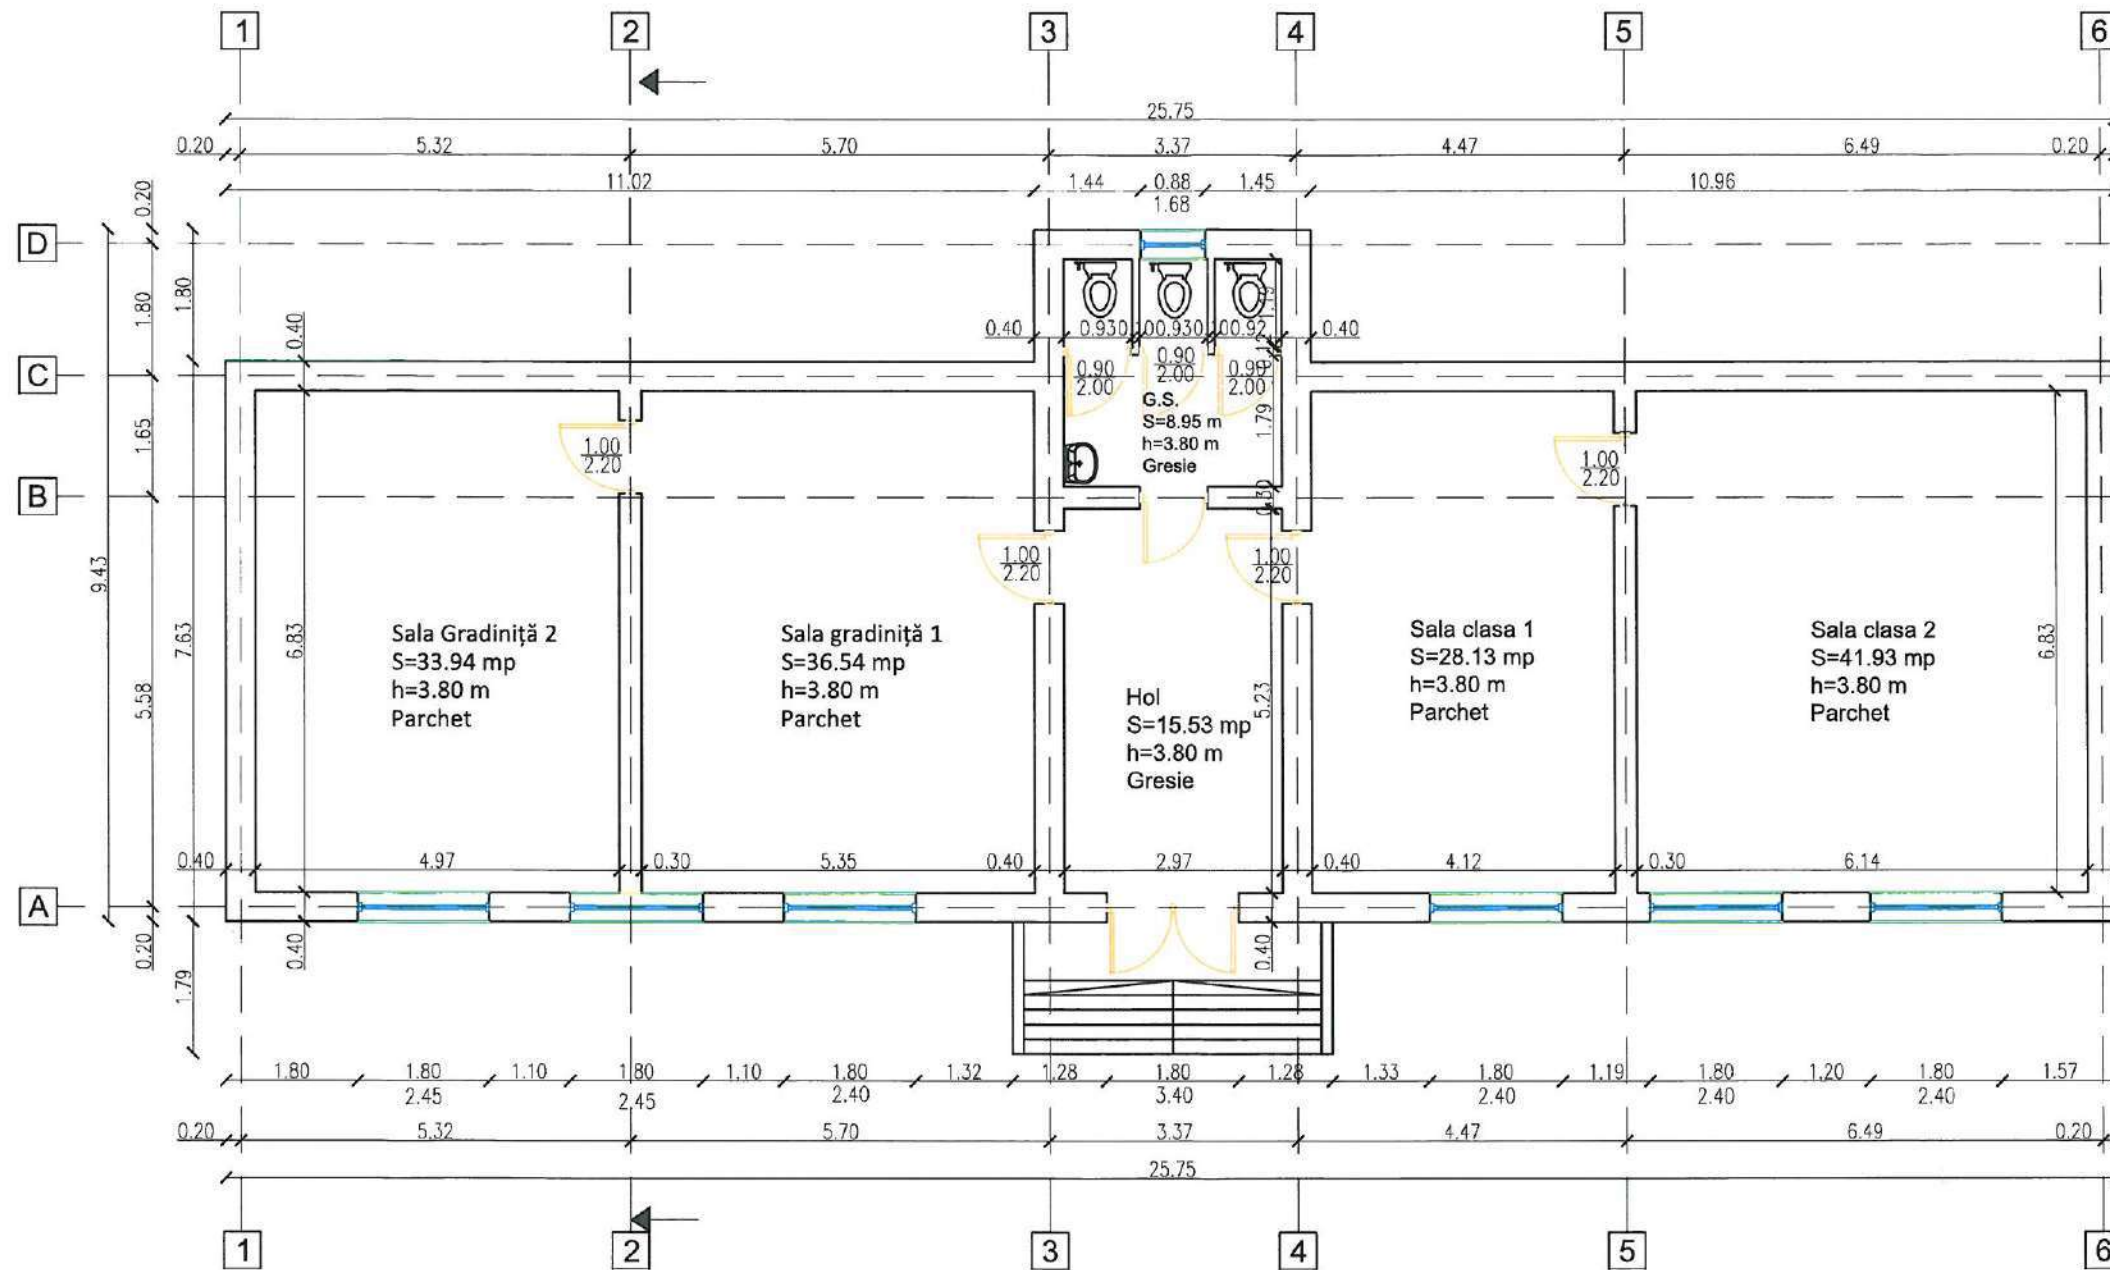 1 2 3 4 5 6
25.75
0.20 5.32 5.70 3.37 4.47 6.49 0.20
11.02 1.44 0.88 1.45 10.96
1.68
0.20
D
1.80 1.80
0.40
0.40 0.93 0.93 0.92 0.40
C
0.90
2.00
0.90
2.00
0.90
2.00
G.S.
S=8.95 m
h=3.80 m
Gresie
1.79
1.65
1.00
2.20
1.00
2.20
B
0.30
9.43
1.00
2.20
1.00
2.20
7.63
5.58
6.83
Sala Gradiniță 2
S=33.94 mp
h=3.80 m
Parchet
Sala gradiniță 1
S=36.54 mp
h=3.80 m
Parchet
Hol
S=15.53 mp
h=3.80 m
Gresie
5.23
Sala clasa 1
S=28.13 mp
h=3.80 m
Parchet
Sala clasa 2
S=41.93 mp
h=3.80 m
Parchet
6.83
0.40 4.97 0.30 5.35 0.40 2.97 0.40 4.12 0.30 6.14
A
0.20 0.40 0.40
1.79
1.80 1.80 1.10 1.80 1.10 1.80 1.32 1.28 1.80 1.28 1.33 1.80 1.19 1.80 1.20 1.80 1.57
2.45 2.45 2.40 3.40 2.40 2.40 2.40
0.20 5.32 5.70 3.37 4.47 6.49 0.20
25.75
1 2 3 4 5 6